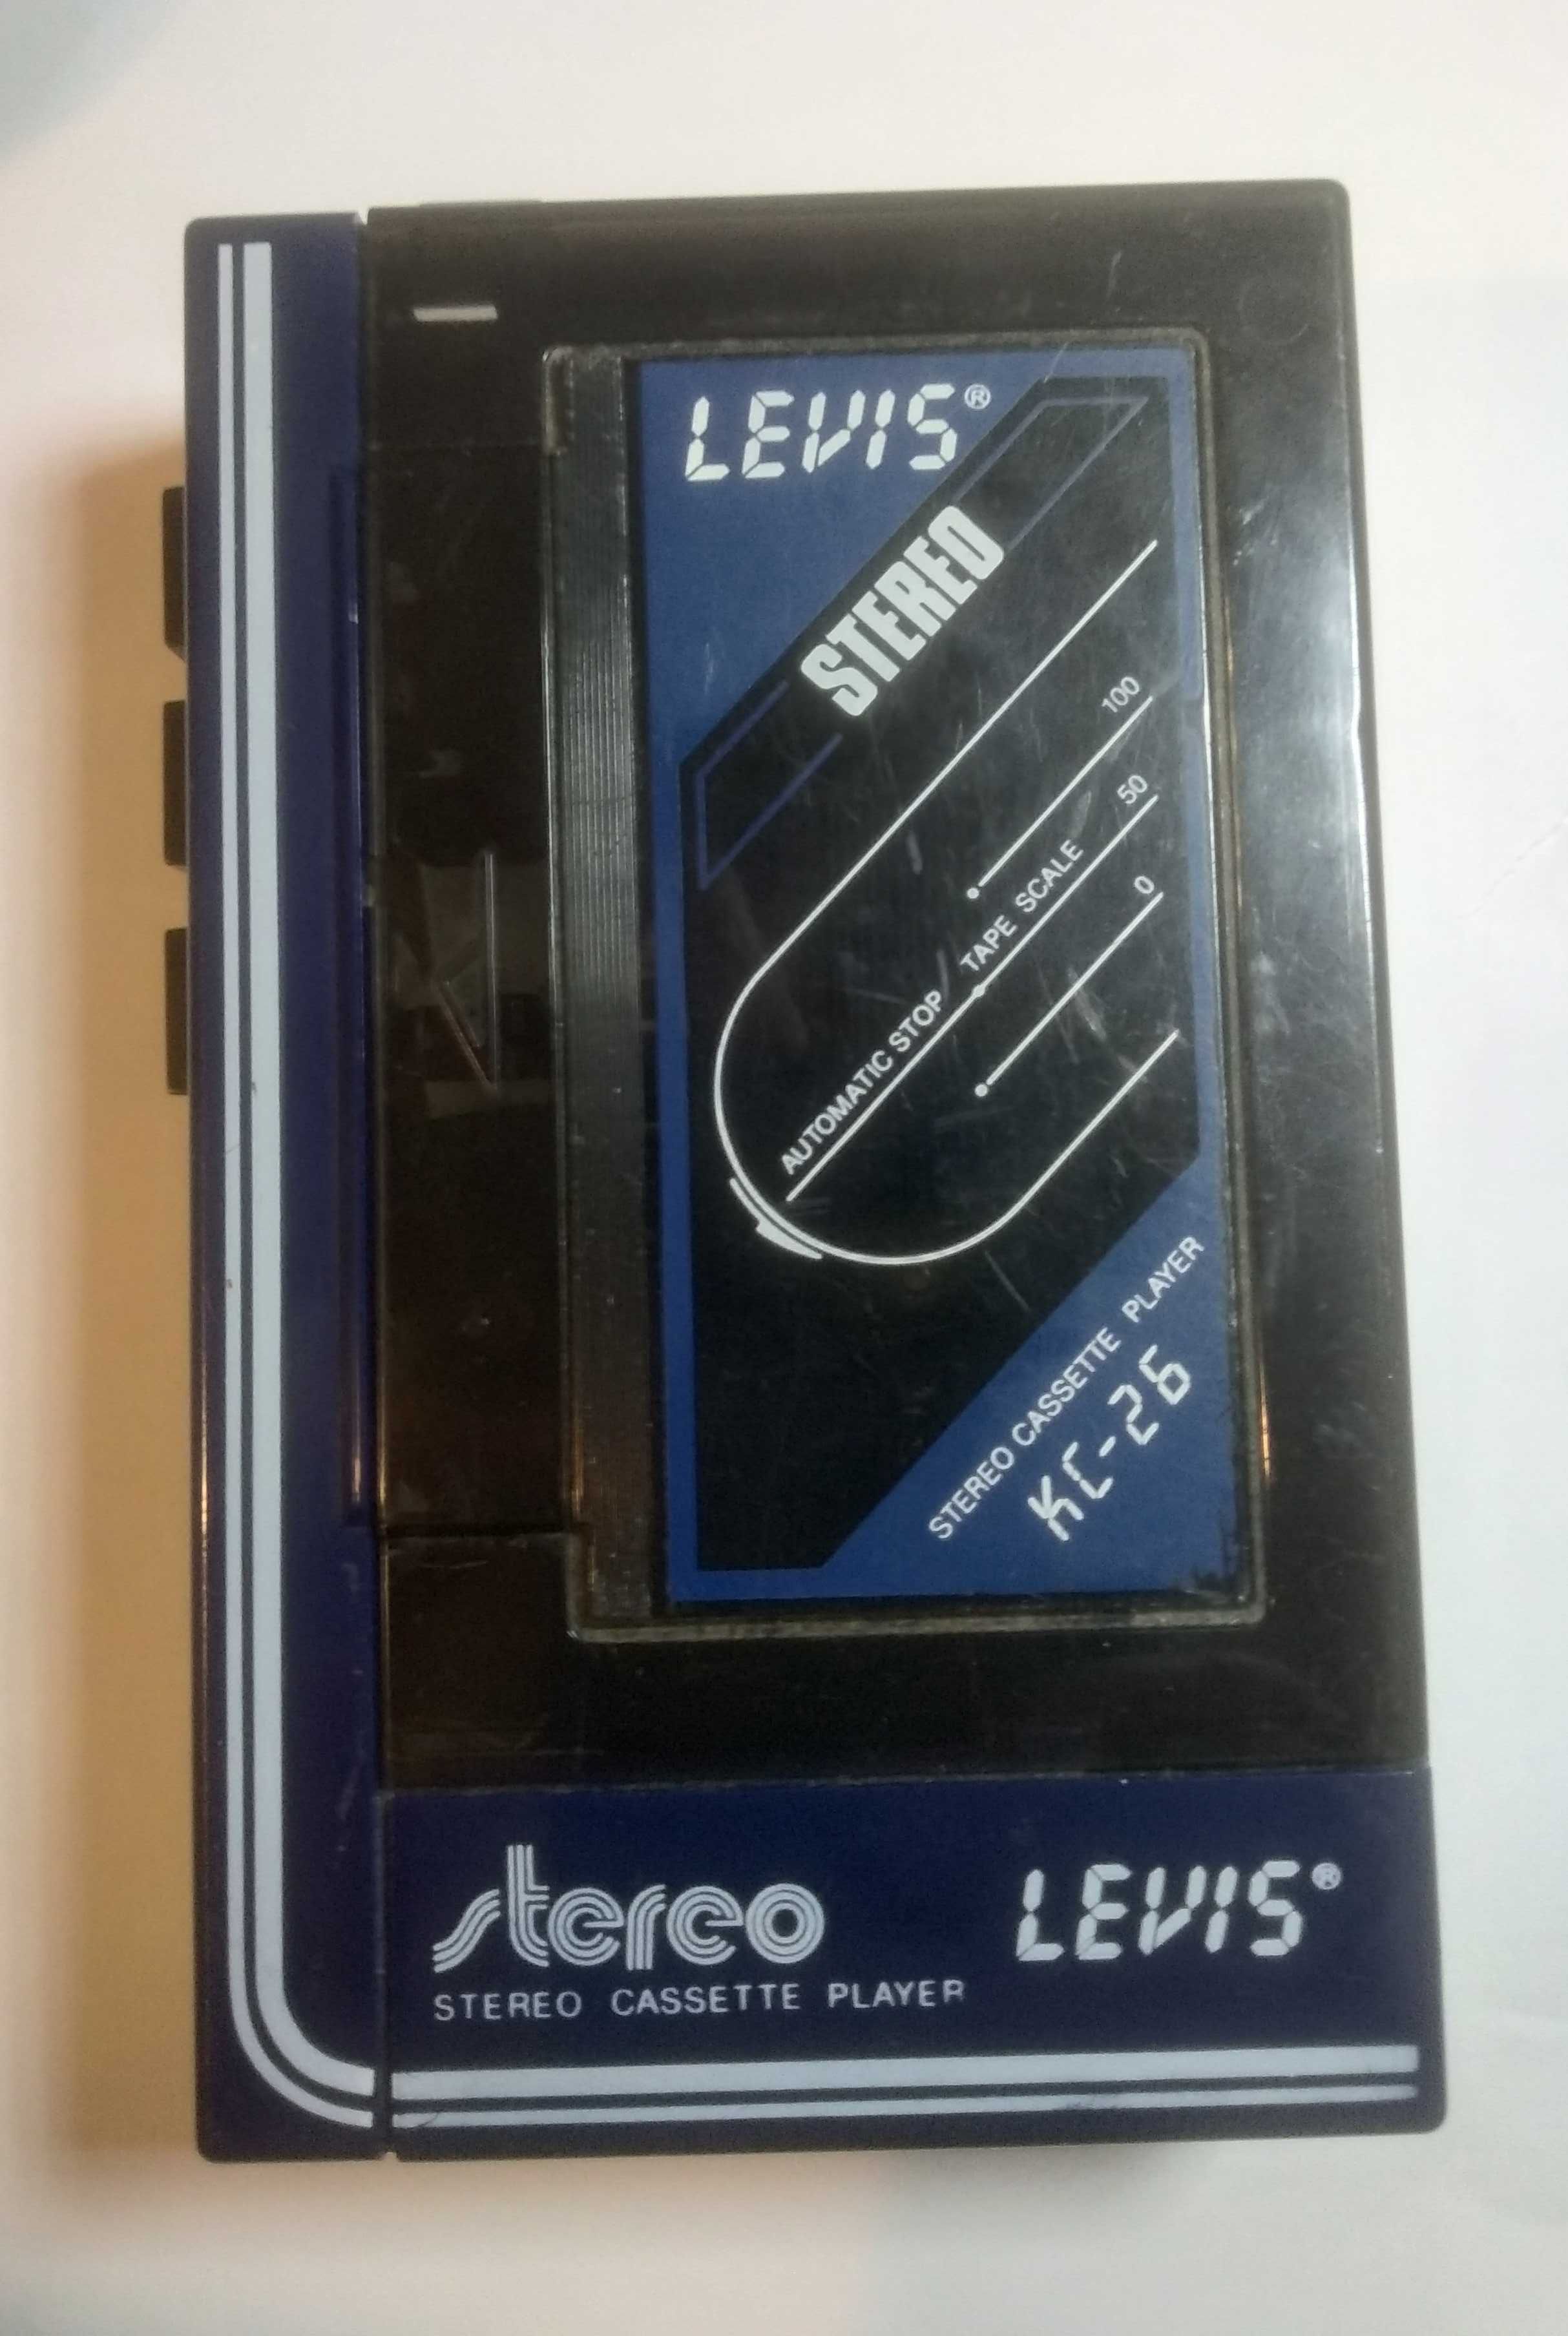 LEVIS®
STEREO
100
50
0
AUTOMATIC STOP TAPE SCALE
STEREO CASSETTE PLAYER
KC-26
stereo
LEVIS®
STEREO CASSETTE PLAYER